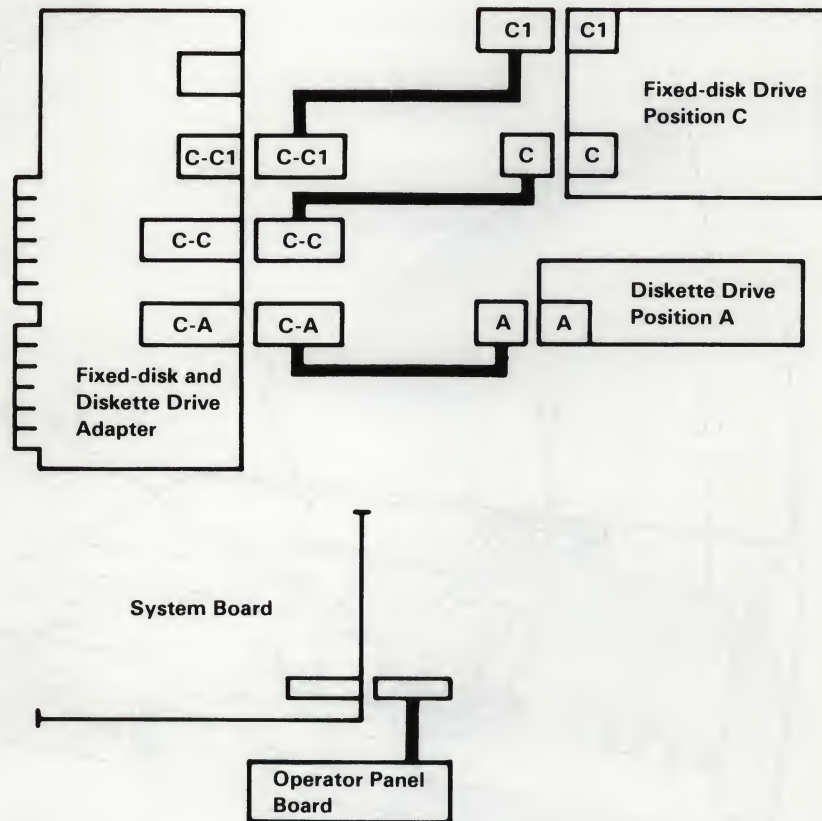 C1 C1
Fixed-disk Drive
Position C
C-C1 C-C1 C C
C-C C-C
Diskette Drive
Position A
C-A C-A A A
Fixed-disk and
Diskette Drive
Adapter
System Board
Operator Panel
Board